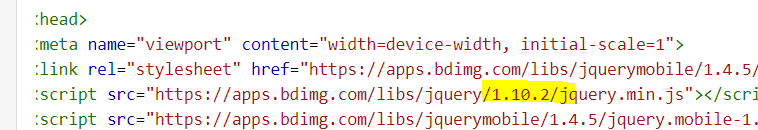 <head>
<meta name="viewport" content="width=device-width, initial-scale=1">
<link rel="stylesheet" href="https://apps.bdimg.com/libs/jquerymobile/1.4.5/
<script src="https://apps.bdimg.com/libs/jquery/1.10.2/jquery.min.js"></scri
<script src="https://apps.bdimg.com/libs/jquerymobile/1.4.5/jquery.mobile-1.